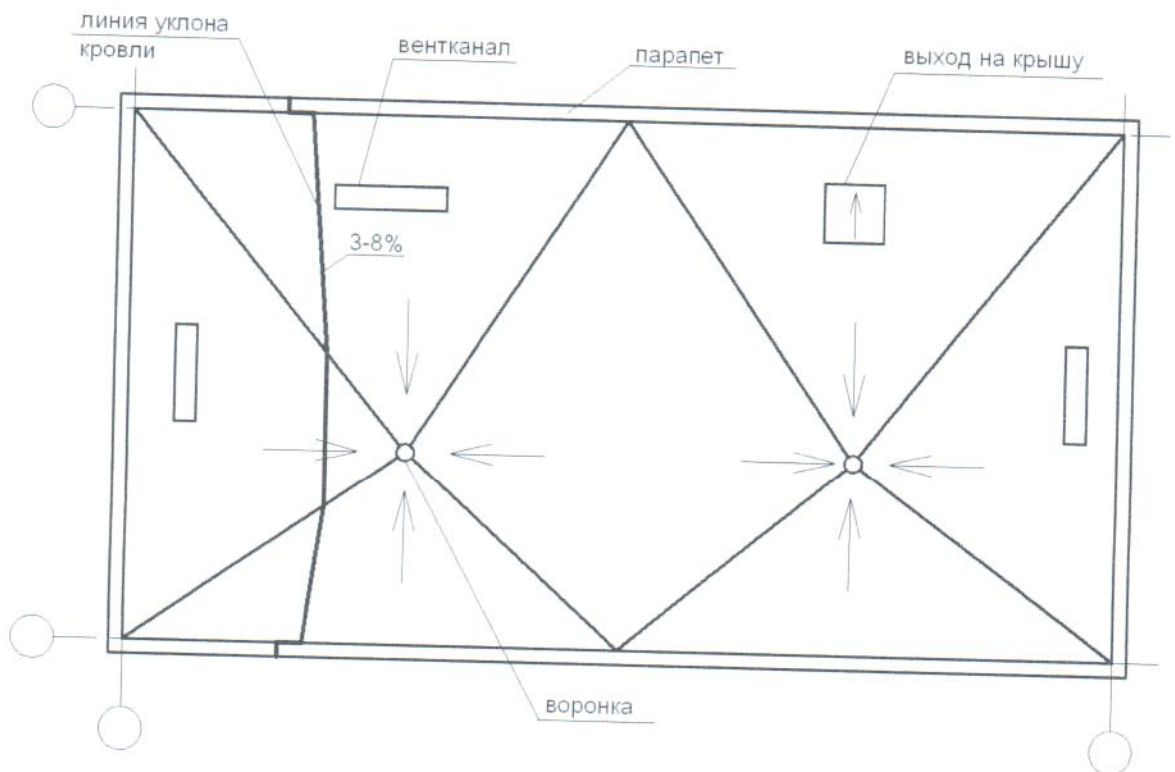 линия уклона
кровли
вентканал
парапет
выход на крышу
3-8%
воронка